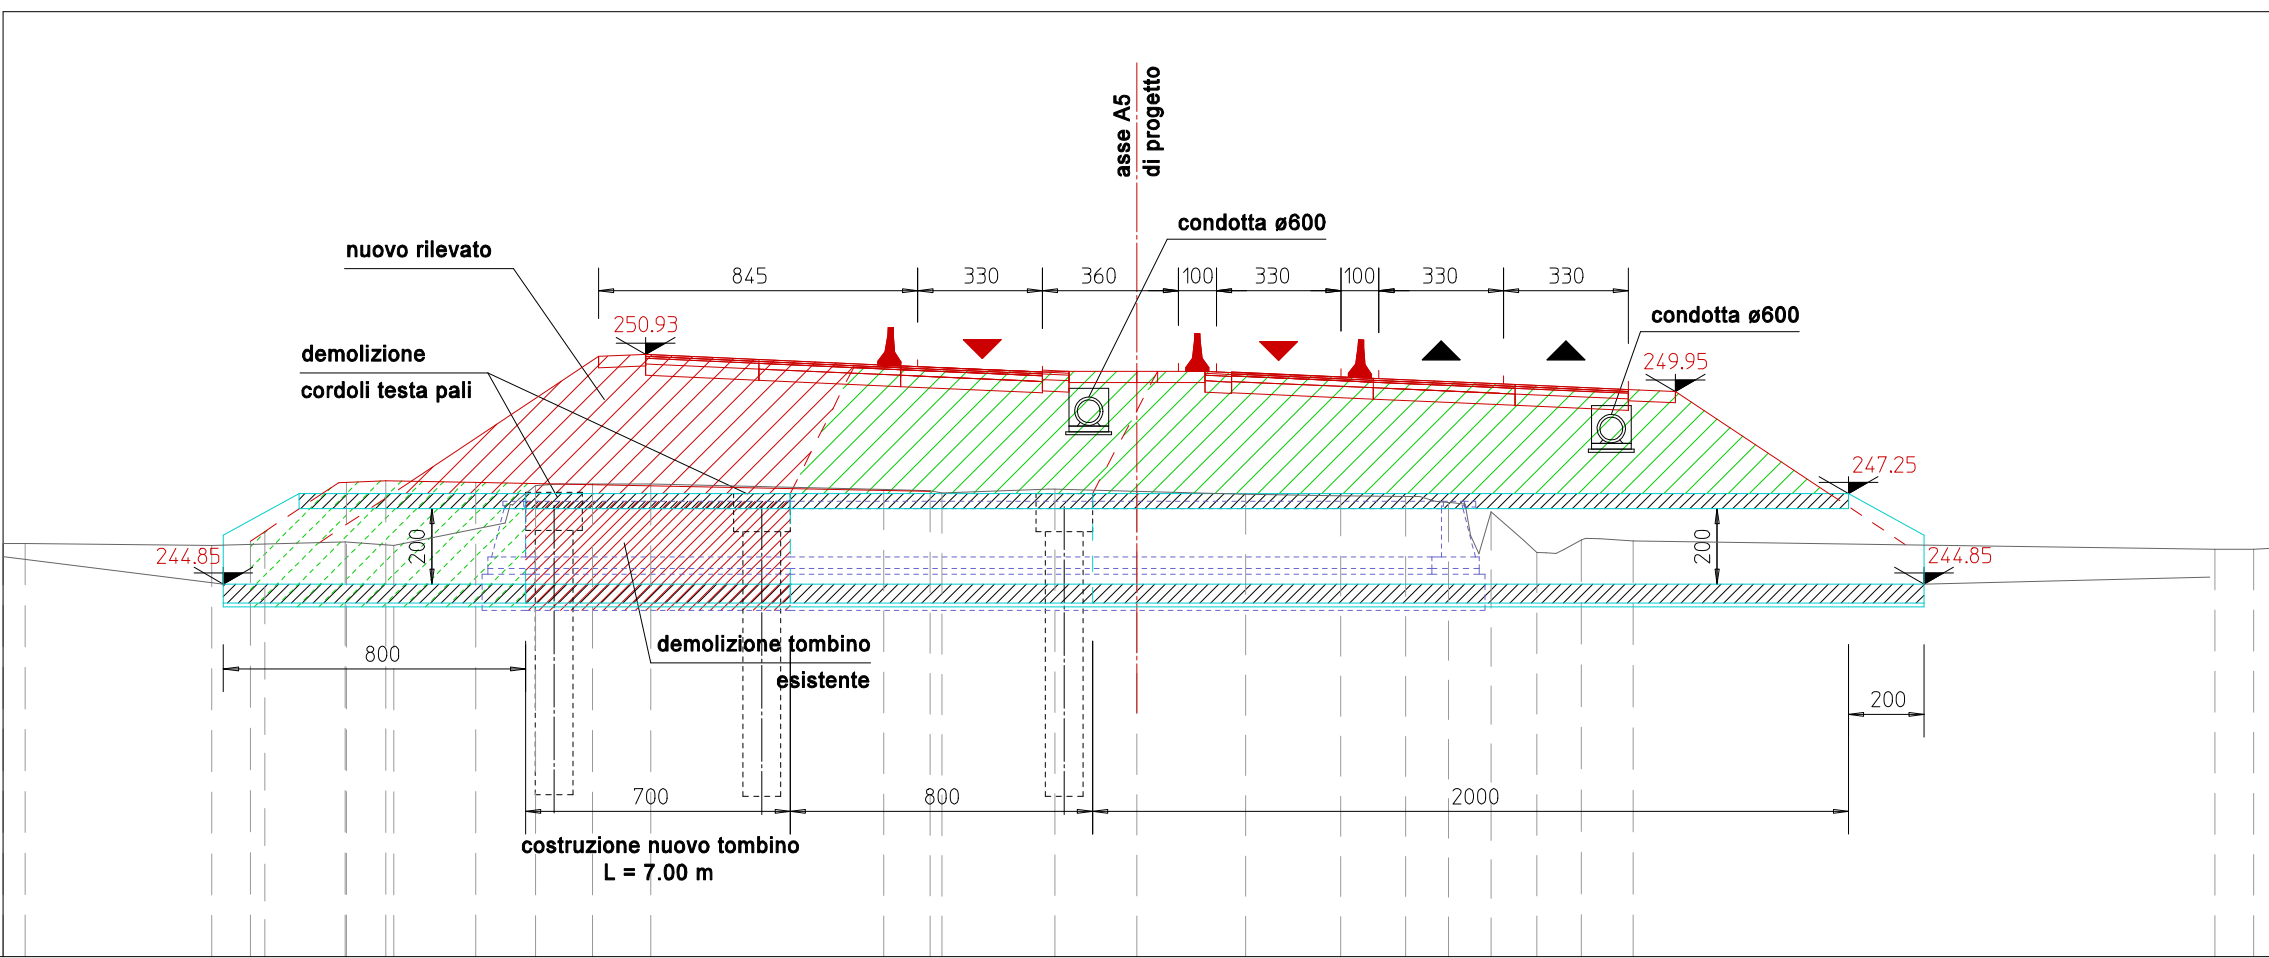 asse A5
di progetto
condotta ø600
nuovo rilevato
845
330
360
100
330
100
330
330
condotta ø600
250.93
demolizione
cordoli testa pali
249.95
247.25
200
200
244.85
244.85
demolizione tombino
esistente
800
200
700
800
2000
costruzione nuovo tombino
L = 7.00 m